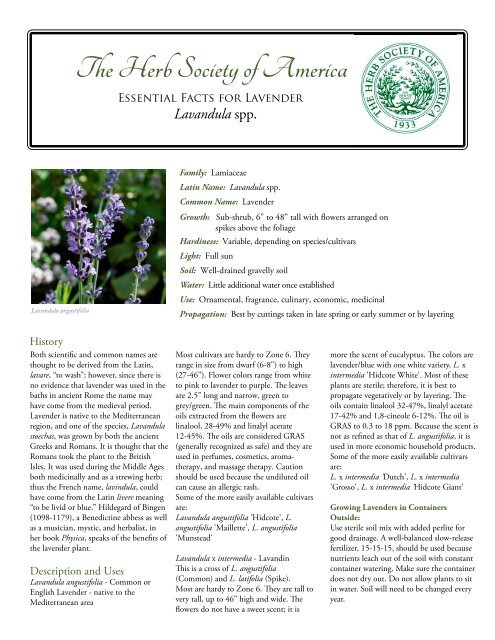 The Herb Society of America
Essential Facts for Lavender
Lavandula spp.
THE HERB SOCIETY OF AMERICA
1933
Family: Lamiaceae
Latin Name: Lavandula spp.
Common Name: Lavender
Growth: Sub-shrub, 6" to 48" tall with flowers arranged on
spikes above the foliage
Hardiness: Variable, depending on species/cultivars
Light: Full sun
Soil: Well-drained gravelly soil
Water: Little additional water once established
Use: Ornamental, fragrance, culinary, economic, medicinal
Propagation: Best by cuttings taken in late spring or early summer or by layering
Lavandula angustifolia
History
Both scientific and common names are
thought to be derived from the Latin,
lavare, "to wash"; however, since there is
no evidence that lavender was used in the
baths in ancient Rome the name may
have come from the medieval period.
Lavender is native to the Mediterranean
region, and one of the species, Lavandula
stoechas, was grown by both the ancient
Greeks and Romans. It is thought that the
Romans took the plant to the British
Isles. It was used during the Middle Ages
both medicinally and as a strewing herb;
thus the French name, lavindula, could
have come from the Latin livere meaning
"to be livid or blue." Hildegard of Bingen
(1098-1179), a Benedictine abbess as well
as a musician, mystic, and herbalist, in
her book Physica, speaks of the benefits of
the lavender plant.
Description and Uses
Lavandula angustifolia - Common or
English Lavender - native to the
Mediterranean area
Most cultivars are hardy to Zone 6. They
range in size from dwarf (6-8") to high
(27-46"). Flower colors range from white
to pink to lavender to purple. The leaves
are 2.5" long and narrow, green to
grey/green. The main components of the
oils extracted from the flowers are
linalool, 28-49% and linalyl acetate
12-45%. The oils are considered GRAS
(generally recognized as safe) and they are
used in perfumes, cosmetics, aroma-
therapy, and massage therapy. Caution
should be used because the undiluted oil
can cause an allergic rash.
Some of the more easily available cultivars
are:
Lavandula angustifolia 'Hidcote', L.
angustifolia 'Maillette', L. angustifolia
'Munstead'
Lavandula x intermedia - Lavandin
This is a cross of L. angustifolia
(Common) and L. latifolia (Spike).
Most are hardy to Zone 6. They are tall to
very tall, up to 46" high and wide. The
flowers do not have a sweet scent; it is
more the scent of eucalyptus. The colors are
lavender/blue with one white variety, L. x
intermedia 'Hidcote White'. Most of these
plants are sterile; therefore, it is best to
propagate vegetatively or by layering. The
oils contain linalool 32-47%, linalyl acetate
17-42% and 1,8-cineole 6-12%. The oil is
GRAS to 0.3 to 18 ppm. Because the scent is
not as refined as that of L. angustifolia, it is
used in more economic household products.
Some of the more easily available cultivars
are:
L. x intermedia 'Dutch', L. x intermedia
'Grosso', L. x intermedia 'Hidcote Giant'
Growing Lavenders in Containers
Outside:
Use sterile soil mix with added perlite for
good drainage. A well-balanced slow-release
fertilizer, 15-15-15, should be used because
nutrients leach out of the soil with constant
container watering. Make sure the container
does not dry out. Do not allow plants to sit
in water. Soil will need to be changed every
year.